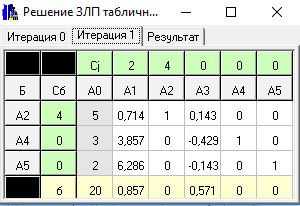 Решение ЗЛП табличн...
Итерация 0 Итерация 1 Результат
Cj 2 4 0 0 0
Б Сб A0 A1 A2 A3 A4 A5
A2 4 5 0,714 1 0,143 0 0
A4 0 3 3,857 0 -0,429 1 0
A5 0 2 6,286 0 -0,143 0 1
б 20 0,857 0 0,571 0 0